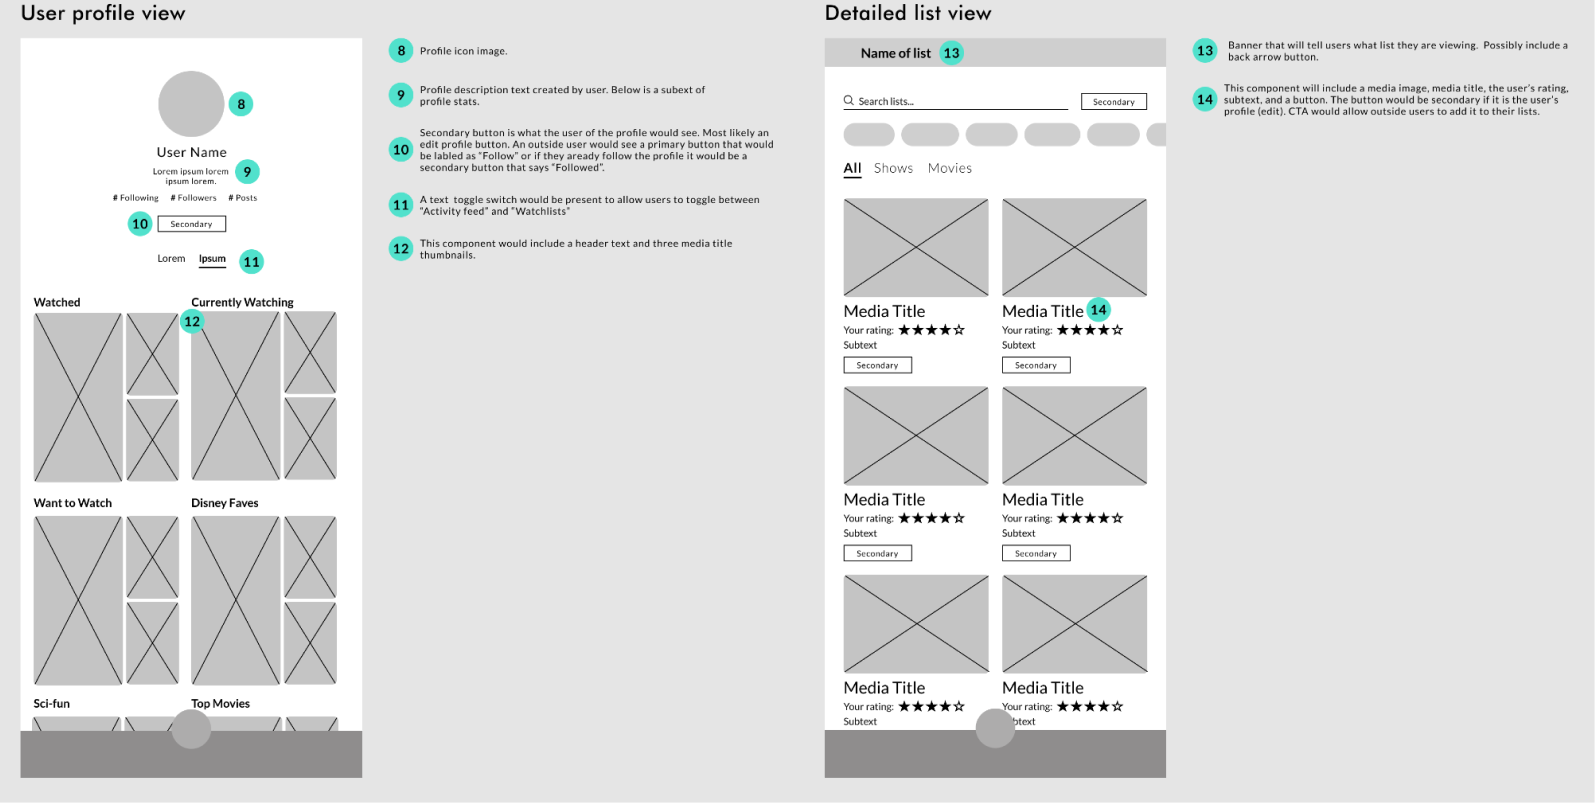 User profile view
8
User Name
Lorem ipsum lorem
ipsum lorem.
9
# Following # Followers # Posts
10
Secondary
Lorem Ipsum
11
Watched Currently Watching
12
Want to Watch Disney Faves
Sci-fun Top Movies
8 Profile icon image.
9 Profile description text created by user. Below is a subext of
profile stats.
10 Secondary button is what the user of the profile would see. Most likely an
edit profile button. An outside user would see a primary button that would
be labled as “Follow” or if they aready follow the profile it would be a
secondary button that says “Followed”.
11 A text toggle switch would be present to allow users to toggle between
“Activity feed” and “Watchlists”
12 This component would include a header text and three media title
thumbnails.
Detailed list view
Name of list 13
Search lists... Secondary
All Shows Movies
Media Title Media Title 14
Your rating: ★★★★☆ Your rating: ★★★★☆
Subtext Subtext
Secondary Secondary
Media Title Media Title
Your rating: ★★★★☆ Your rating: ★★★★☆
Subtext Subtext
Secondary Secondary
Media Title Media Title
Your rating: ★★★★☆ Your rating: ★★★★☆
Subtext btext
13 Banner that will tell users what list they are viewing. Possibly include a
back arrow button.
14 This component will include a media image, media title, the user’s rating,
subtext, and a button. The button would be secondary if it is the user’s
profile (edit). CTA would allow outside users to add it to their lists.